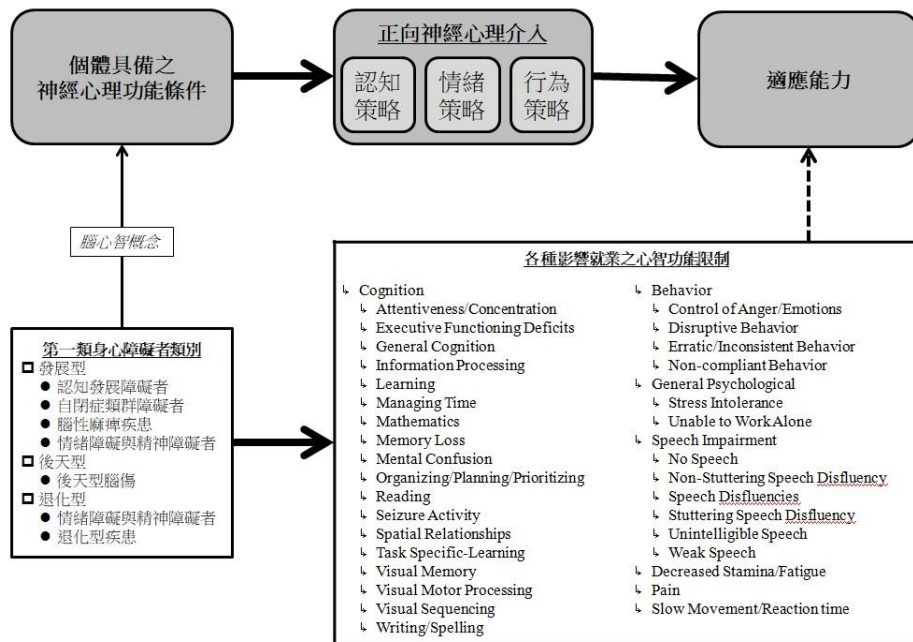 個體具備之
神經心理功能條件
正向神經心理介入
認知
策略
情緒
策略
行為
策略
適應能力
腦心智概念
第一類身心障礙者類別
發展型
認知發展障礙者
自閉症類群障礙者
腦性麻痺疾患
情緒障礙與精神障礙者
後天型
後天型腦傷
退化型
情緒障礙與精神障礙者
退化型疾患
各種影響就業之心智功能限制
Cognition
Attentiveness/Concentration
Executive Functioning Deficits
General Cognition
Information Processing
Learning
Managing Time
Mathematics
Memory Loss
Mental Confusion
Organizing/Planning/Prioritizing
Reading
Seizure Activity
Spatial Relationships
Task Specific-Learning
Visual Memory
Visual Motor Processing
Visual Sequencing
Writing/Spelling
Behavior
Control of Anger/Emotions
Disruptive Behavior
Erratic/Inconsistent Behavior
Non-compliant Behavior
General Psychological
Stress Intolerance
Unable to Work Alone
Speech Impairment
No Speech
Non-Stuttering Speech Disfluency
Speech Disfluencies
Stuttering Speech Disfluency
Unintelligible Speech
Weak Speech
Decreased Stamina/Fatigue
Pain
Slow Movement/Reaction time